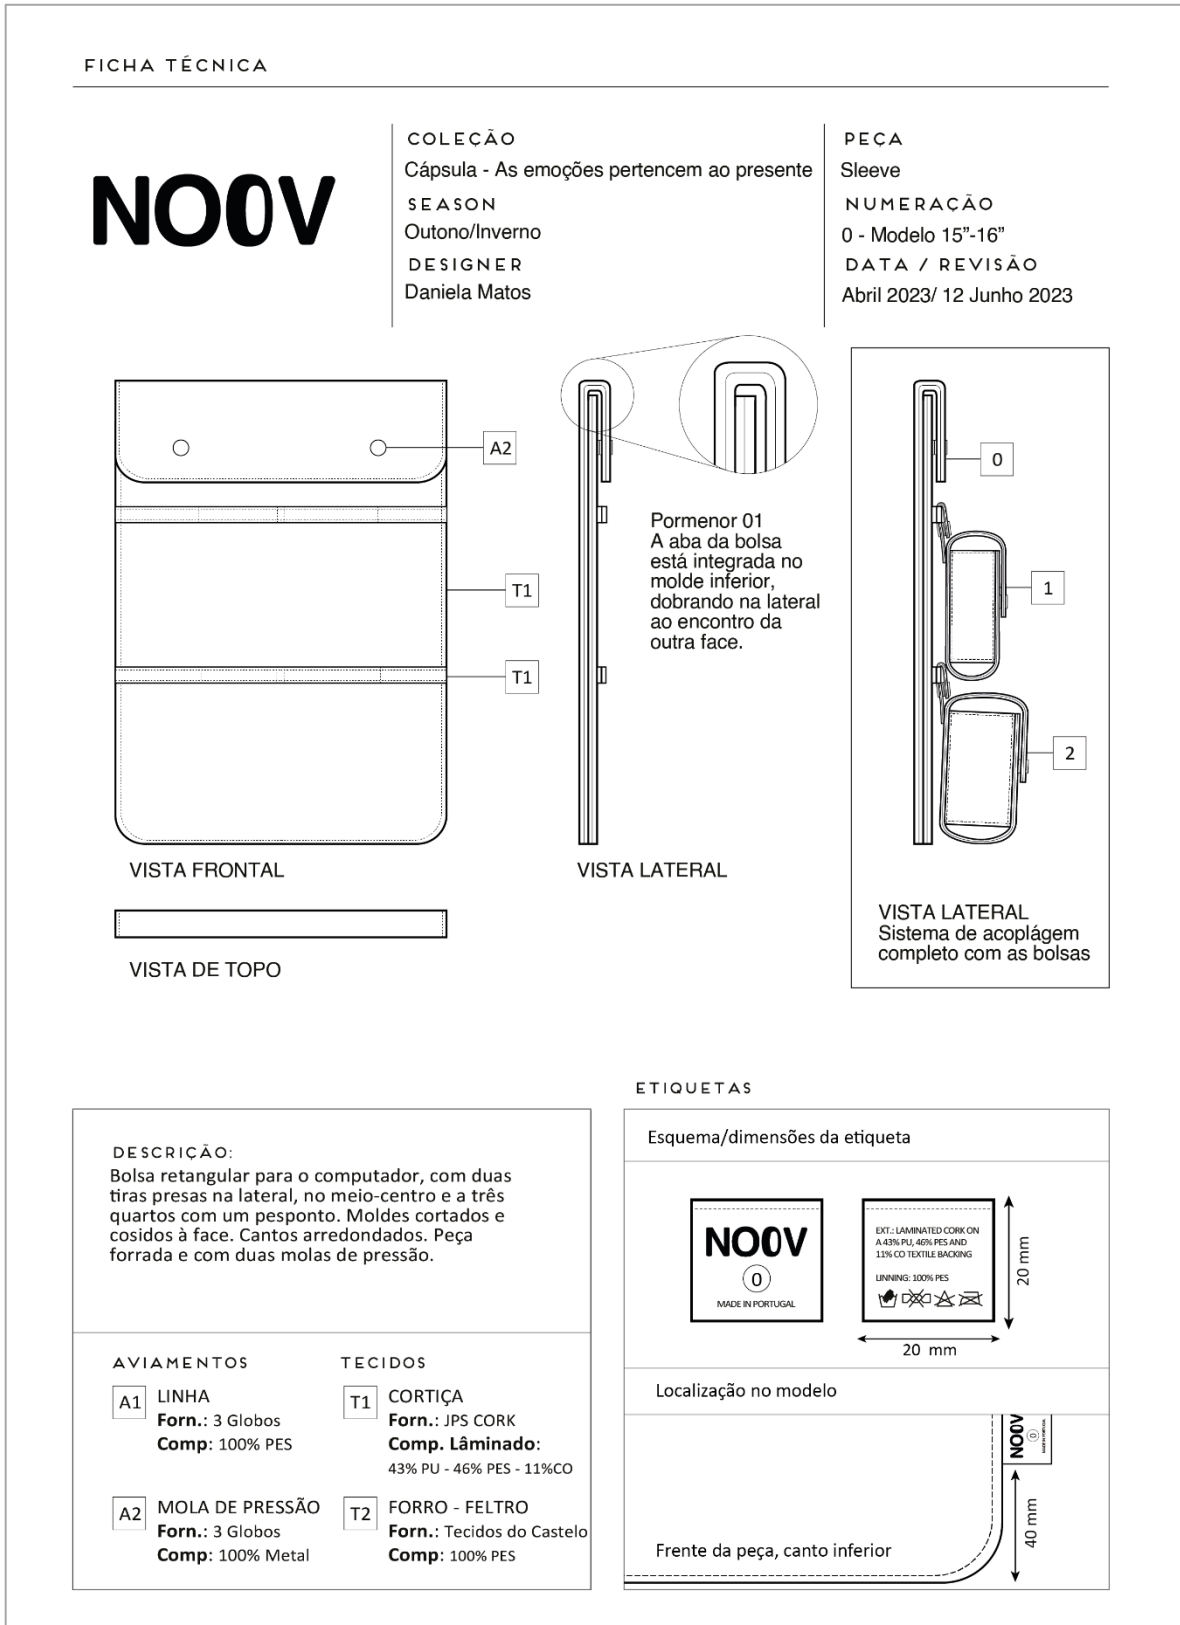 FICHA TÉCNICA
NOOV
COLEÇÃO
Cápsula - As emoções pertencem ao presente
SEASON
Outono/Inverno
DESIGNER
Daniela Matos
PEÇA
Sleeve
NUMERAÇÃO
0 - Modelo 15”-16”
DATA / REVISÃO
Abril 2023/ 12 Junho 2023
A2
T1
T1
VISTA FRONTAL
VISTA DE TOPO
Pormenor 01
A aba da bolsa
está integrada no
molde inferior,
dobrando na lateral
ao encontro da
outra face.
VISTA LATERAL
0
1
2
VISTA LATERAL
Sistema de acoplágem
completo com as bolsas
DESCRIÇÃO:
Bolsa retangular para o computador, com duas
tiras presas na lateral, no meio-centro e a três
quartos com um pesponto. Moldes cortados e
cosidos à face. Cantos arredondados. Peça
forrada e com duas molas de pressão.
AVIAMENTOS
A1 LINHA
Forn.: 3 Globos
Comp: 100% PES
A2 MOLA DE PRESSÃO
Forn.: 3 Globos
Comp: 100% Metal
TECIDOS
T1 CORTIÇA
Forn.: JPS CORK
Comp. Lâminado:
43% PU - 46% PES - 11%CO
T2 FORRO - FELTRO
Forn.: Tecidos do Castelo
Comp: 100% PES
ETIQUETAS
Esquema/dimensões da etiqueta
NOOV
0
MADE IN PORTUGAL
EXT.: LAMINATED CORK ON
A 43% PU, 46% PES AND
11% CO TEXTILE BACKING
LINNING: 100% PES
20 mm
20 mm
Localização no modelo
NOOV
0
MADE IN PORTUGAL
40 mm
Frente da peça, canto inferior